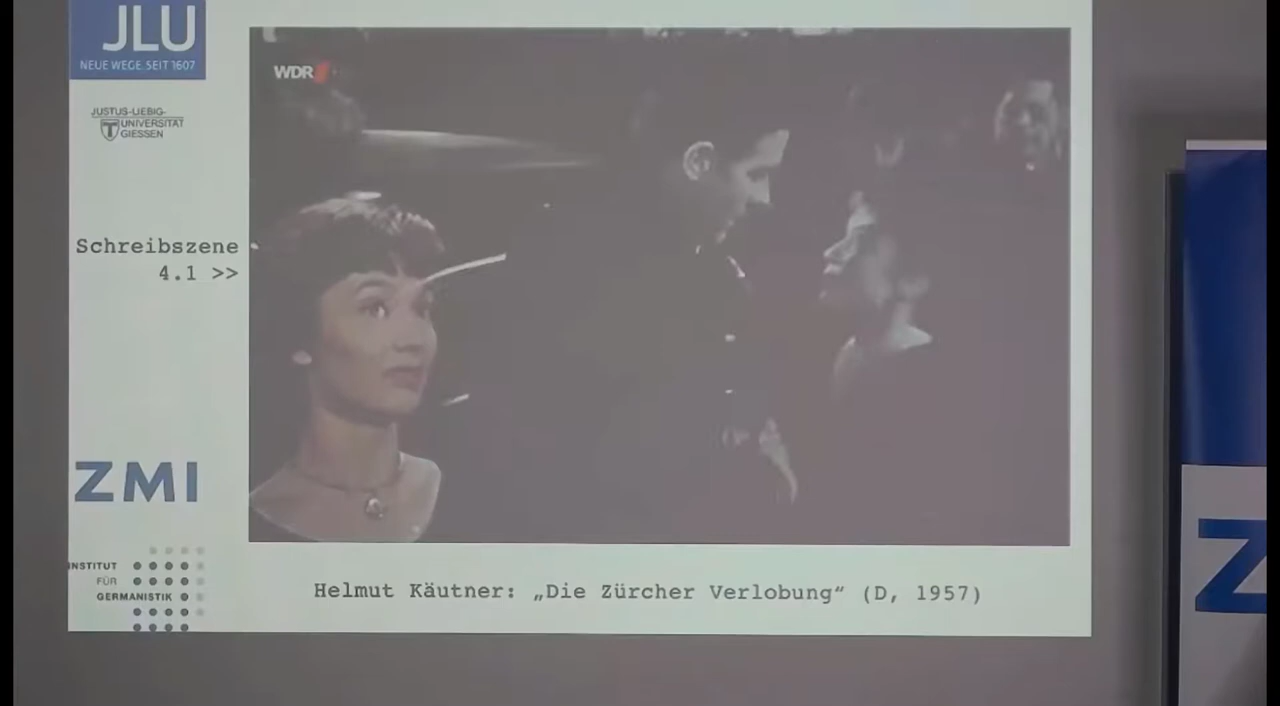 JLU
NEUE WEGE. SEIT 1607
JUSTUS-LIEBIG-
UNIVERSITÄT
GIESSEN
WDR
Schreibszene
4.1 >>
ZMI
INSTITUT
FÜR
GERMANISTIK
Helmut Käutner: „Die Zürcher Verlobung“ (D, 1957)
Z